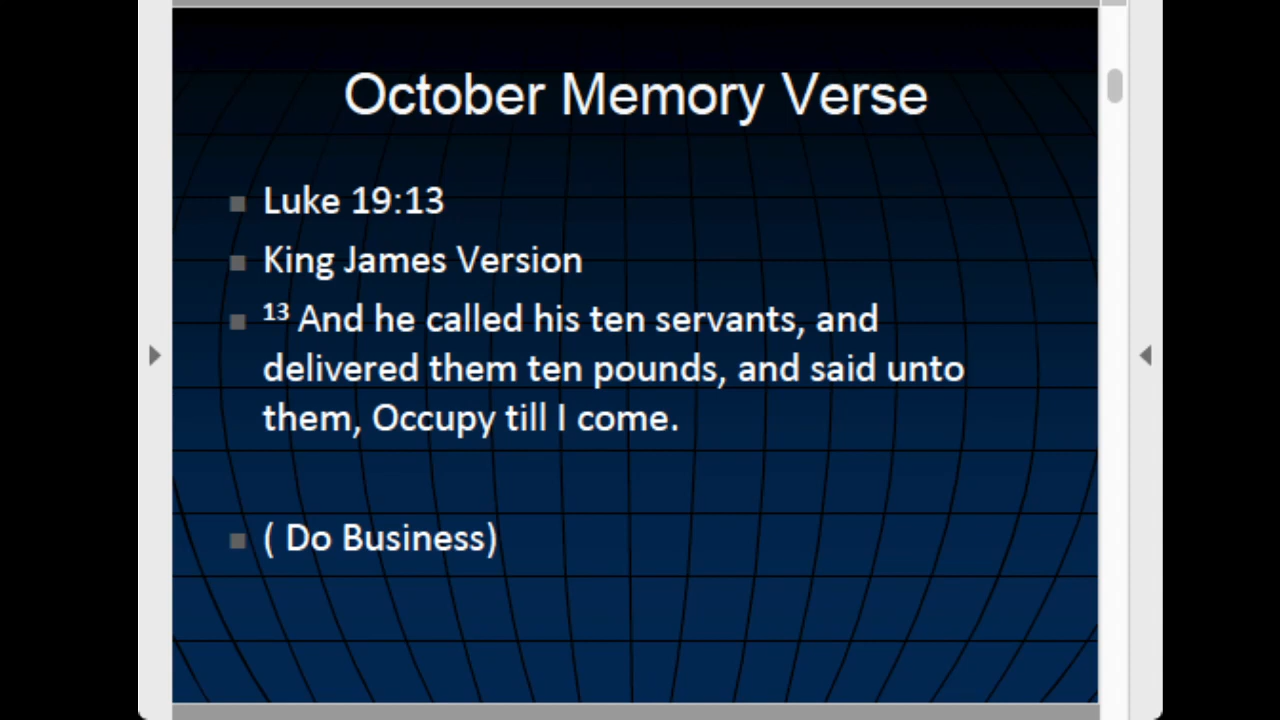 October Memory Verse
Luke 19:13
King James Version
13 And he called his ten servants, and
delivered them ten pounds, and said unto
them, Occupy till I come.
( Do Business)